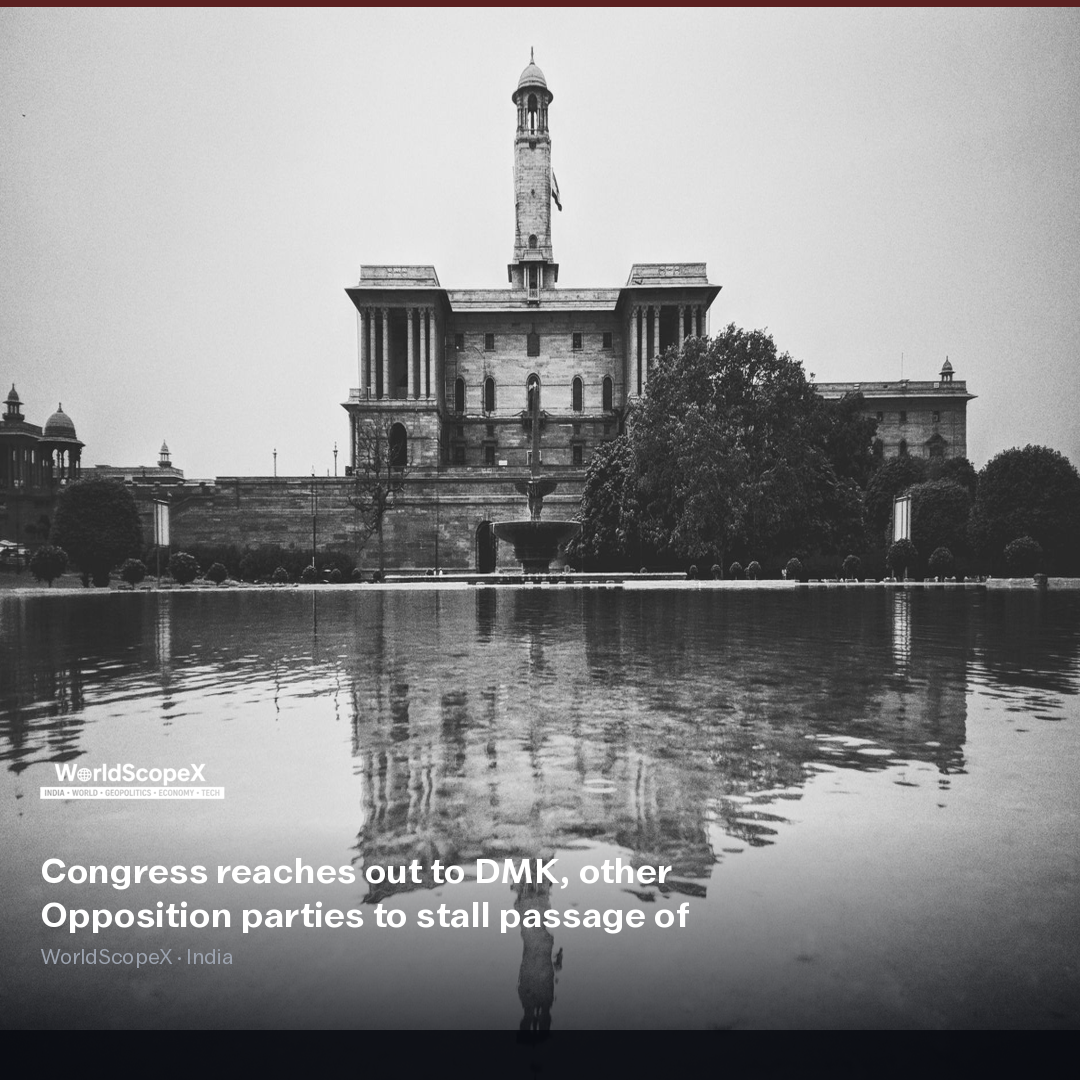 WorldScopeX
INDIA • WORLD • GEOPOLITICS • ECONOMY • TECH
Congress reaches out to DMK, other
Opposition parties to stall passage of
WorldScopeX · India